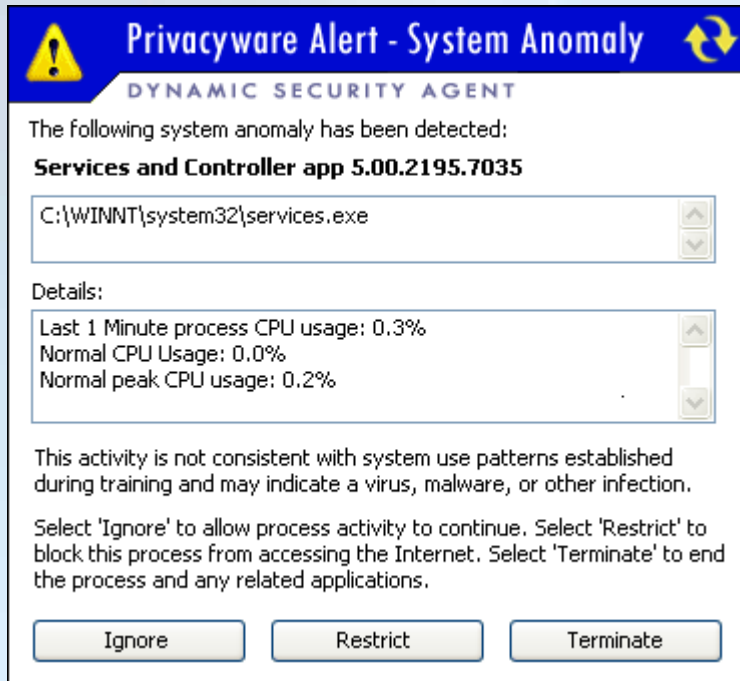 Privacyware Alert - System Anomaly
DYNAMIC SECURITY AGENT
The following system anomaly has been detected:
Services and Controller app 5.00.2195.7035
C:\WINNT\system32\services.exe
Details:
Last 1 Minute process CPU usage: 0.3%
Normal CPU Usage: 0.0%
Normal peak CPU usage: 0.2%
This activity is not consistent with system use patterns established
during training and may indicate a virus, malware, or other infection.
Select 'Ignore' to allow process activity to continue. Select 'Restrict' to
block this process from accessing the Internet. Select 'Terminate' to end
the process and any related applications.
Ignore
Restrict
Terminate